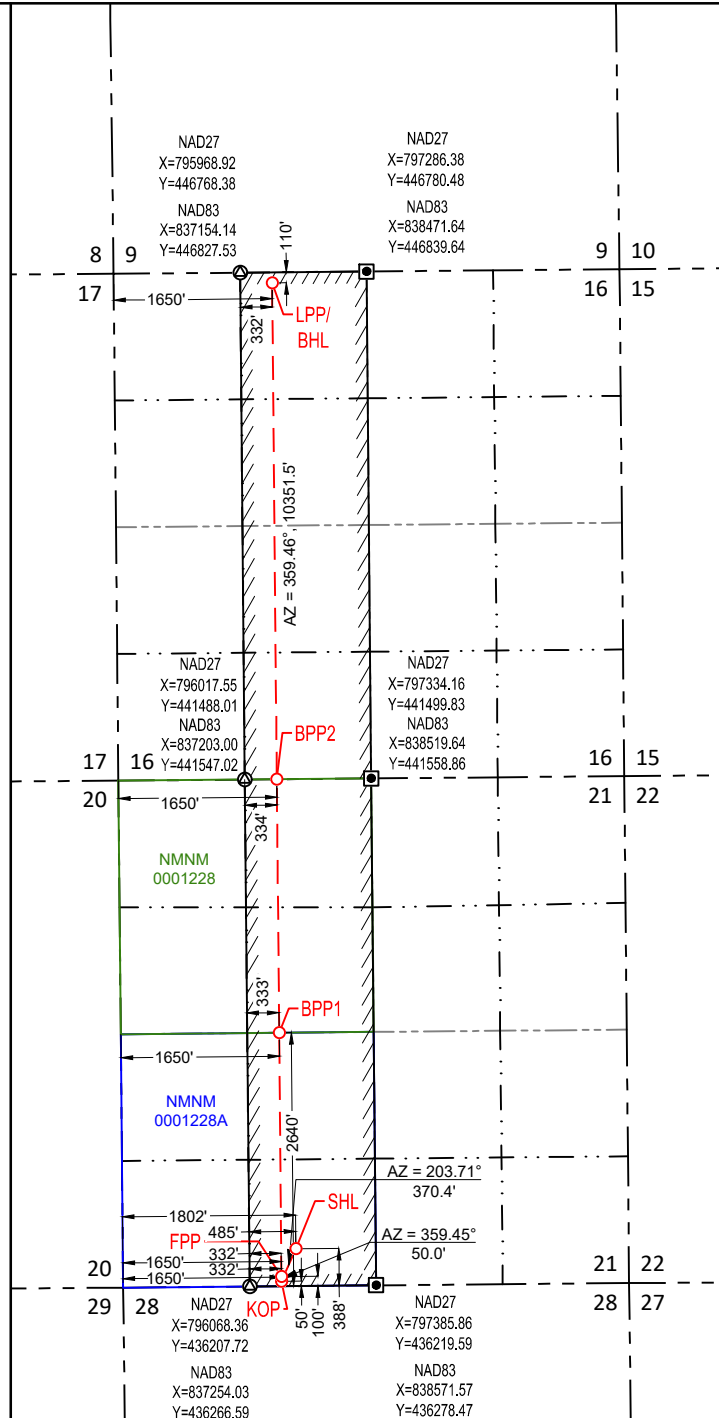 NAD27
X=795968.92
Y=446768.38
NAD83
X=837154.14
Y=446827.53
NAD27
X=797286.38
Y=446780.48
NAD83
X=838471.64
Y=446839.64
110'
8 9
17
9 10
16 15
1650'
332'
LPP/
BHL
AZ = 359.46°, 10351.5'
NAD27
X=796017.55
Y=441488.01
NAD83
X=837203.00
Y=441547.02
NAD27
X=797334.16
Y=441499.83
NAD83
X=838519.64
Y=441558.86
BPP2
17 16
20
16 15
21 22
1650'
334'
NMNM
0001228
333'
BPP1
1650'
2640'
NMNM
0001228A
AZ = 203.71°
370.4'
1802'
SHL
485'
AZ = 359.45°
50.0'
FPP
332'
1650'
332'
1650'
KOP
50'
100'
388'
20
29 28
21 22
28 27
NAD27
X=796068.36
Y=436207.72
NAD83
X=837254.03
Y=436266.59
NAD27
X=797385.86
Y=436219.59
NAD83
X=838571.57
Y=436278.47